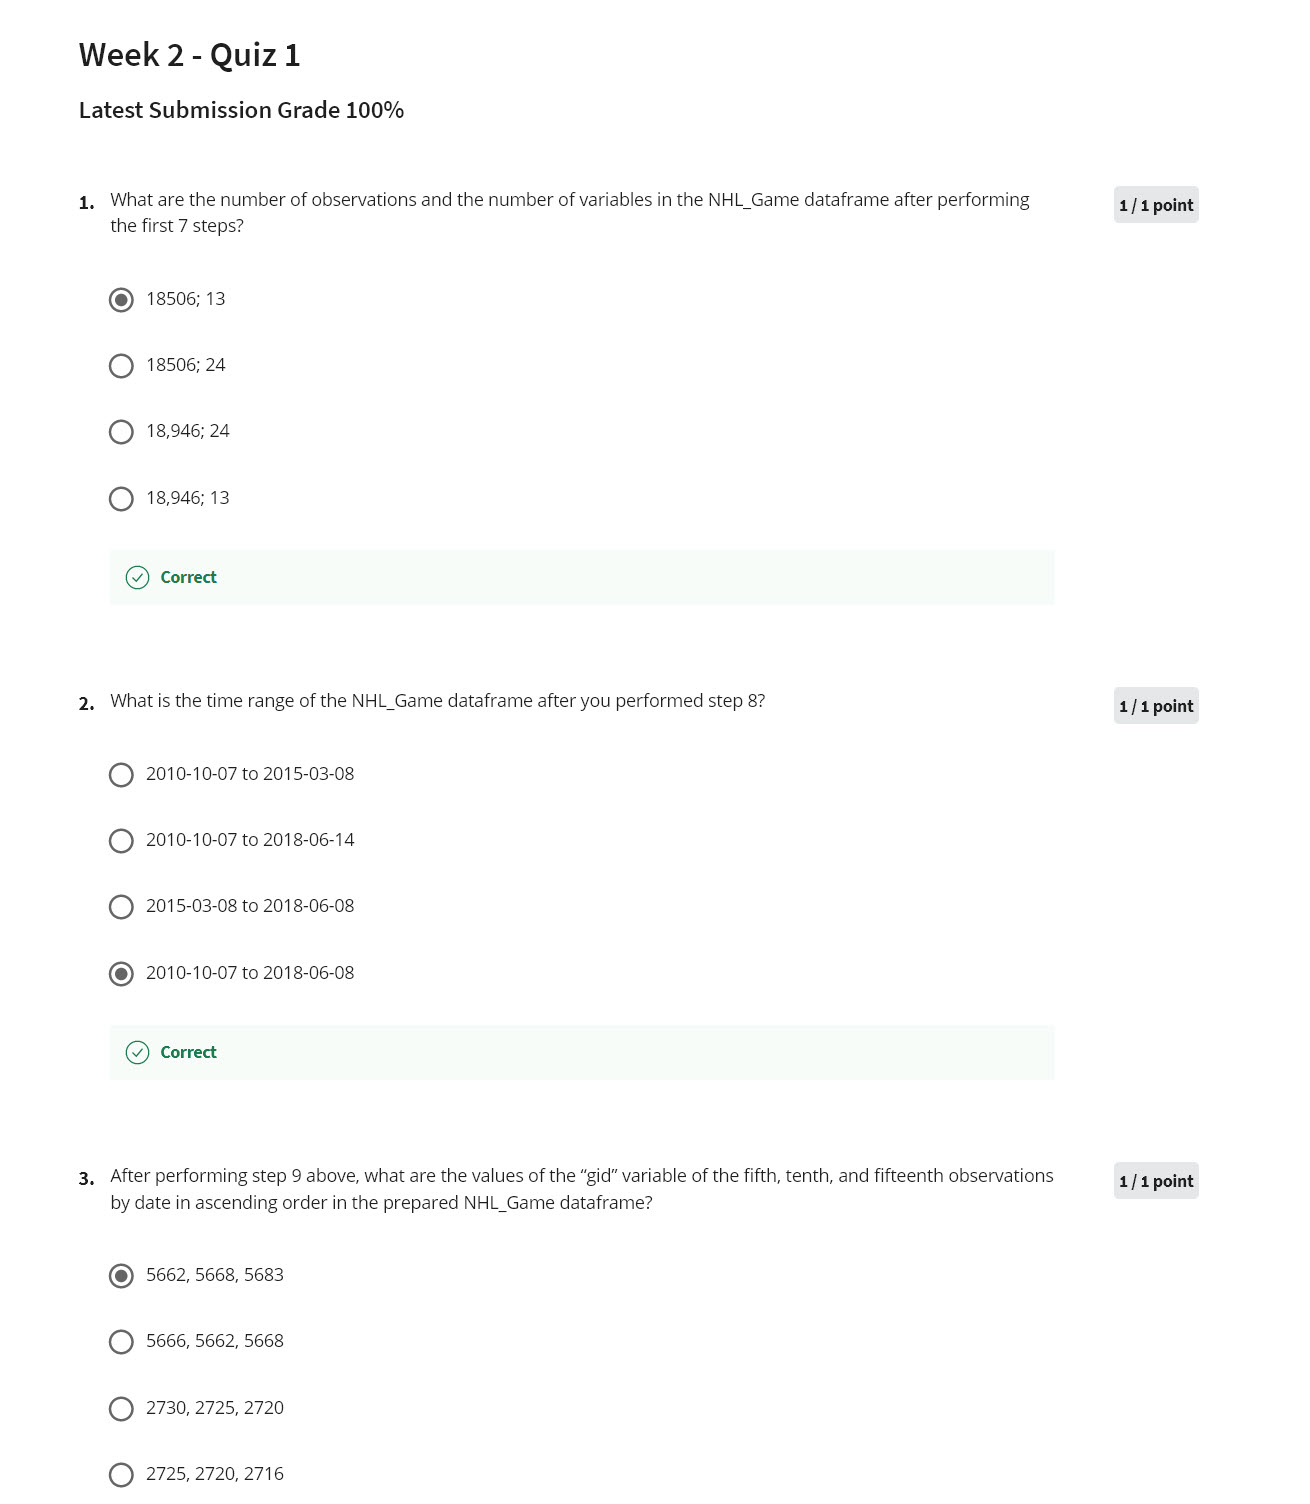 Week 2 - Quiz 1
Latest Submission Grade 100%
1. What are the number of observations and the number of variables in the NHL_Game dataframe after performing
the first 7 steps?
1 / 1 point
18506; 13
18506; 24
18,946; 24
18,946; 13
Correct
2. What is the time range of the NHL_Game dataframe after you performed step 8?
1 / 1 point
2010-10-07 to 2015-03-08
2010-10-07 to 2018-06-14
2015-03-08 to 2018-06-08
2010-10-07 to 2018-06-08
Correct
3. After performing step 9 above, what are the values of the “gid” variable of the fifth, tenth, and fifteenth observations
by date in ascending order in the prepared NHL_Game dataframe?
1 / 1 point
5662, 5668, 5683
5666, 5662, 5668
2730, 2725, 2720
2725, 2720, 2716